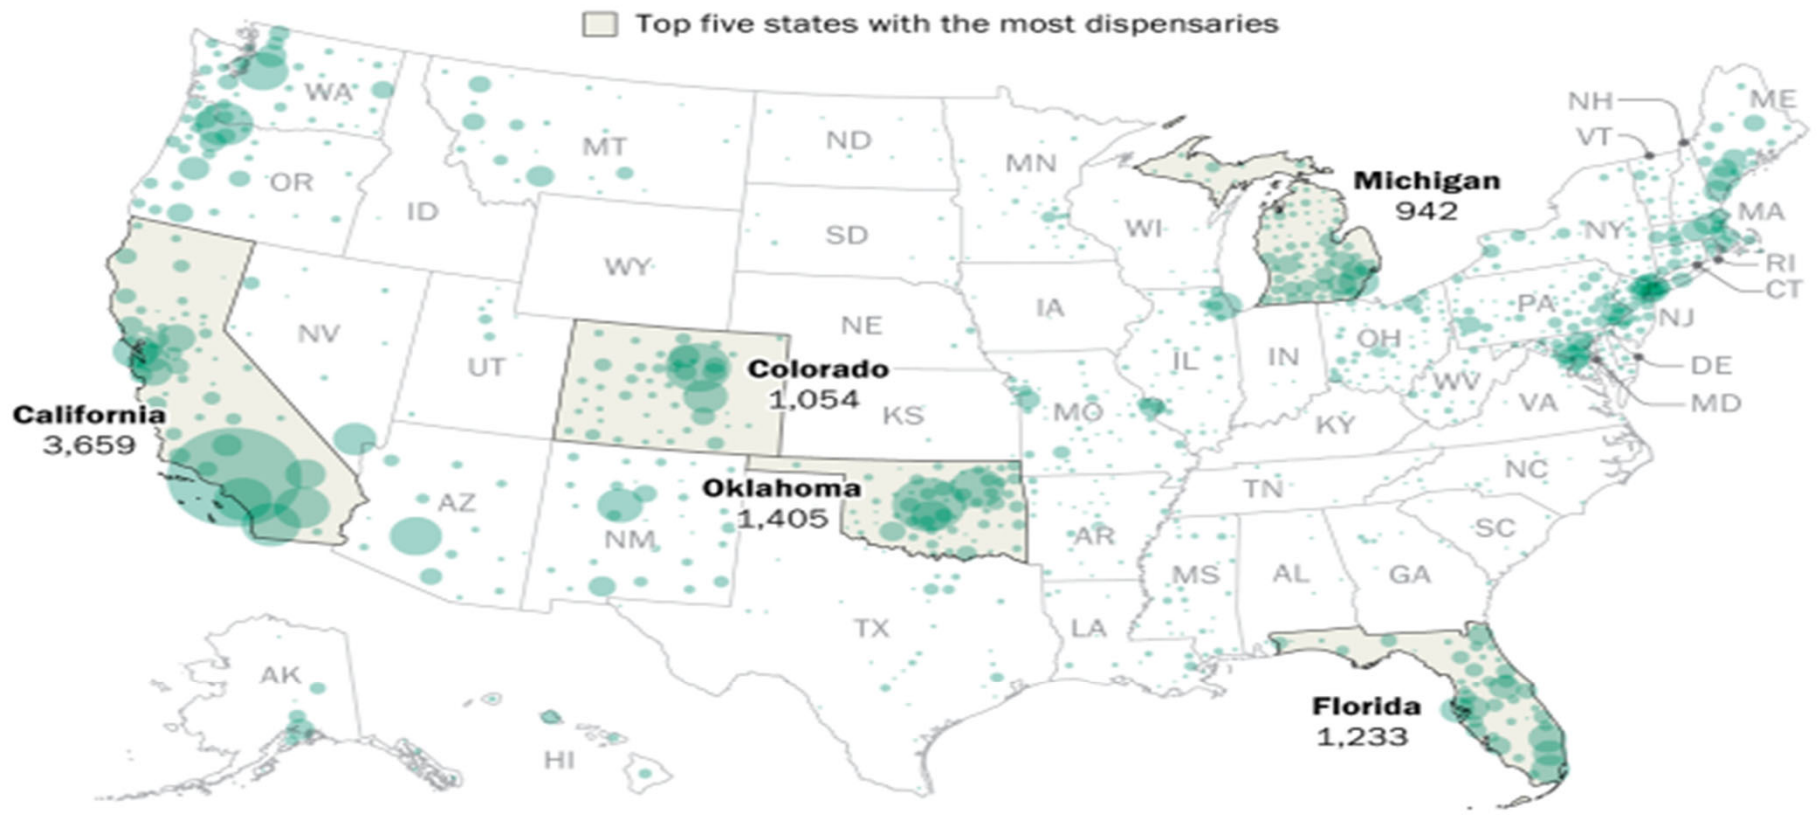 Top five states with the most dispensaries
WA
MT
ND
MN
NH
ME
VT
OR
ID
Michigan
942
WI
SD
WY
NY
MA
RI
CT
IA
PA
NJ
NE
NV
UT
Colorado
1,054
IL
IN
OH
DE
WV
MD
VA
California
3,659
KS
MO
KY
AZ
Oklahoma
1,405
NM
TN
NC
AR
SC
MS
AL
GA
TX
LA
AK
HI
Florida
1,233